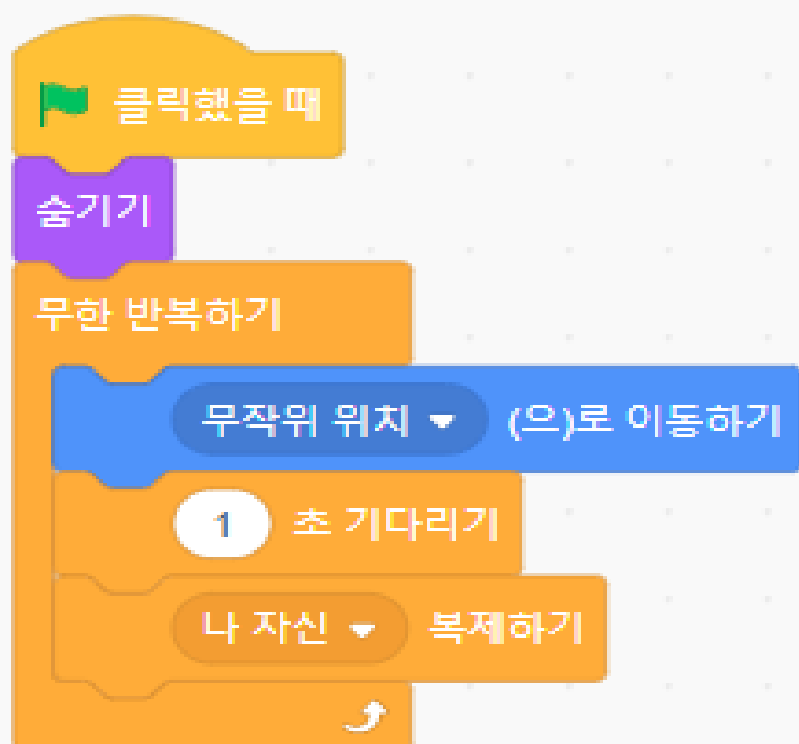 클릭했을 때
숨기기
무한 반복하기
무작위 위치 (으)로 이동하기
1 초 기다리기
나 자신 복제하기